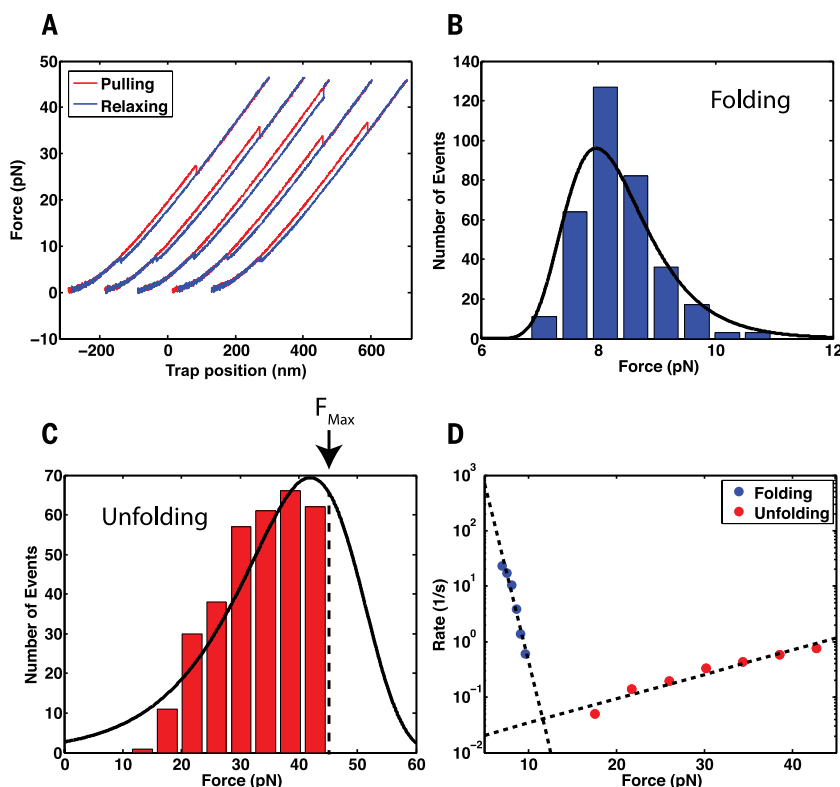 A
50
40
30
20
10
0
−10
Force (pN)
Pulling
Relaxing
−200
0
200
400
600
Trap position (nm)
B
140
120
100
80
60
40
20
0
Number of Events
Folding
6
8
10
12
Force (pN)
C
F_Max
70
60
50
40
30
20
10
0
Number of Events
Unfolding
0
10
20
30
40
50
60
Force (pN)
D
10^3
10^2
10^1
10^0
10^−1
10^−2
Rate (1/s)
Folding
Unfolding
10
20
30
40
Force (pN)